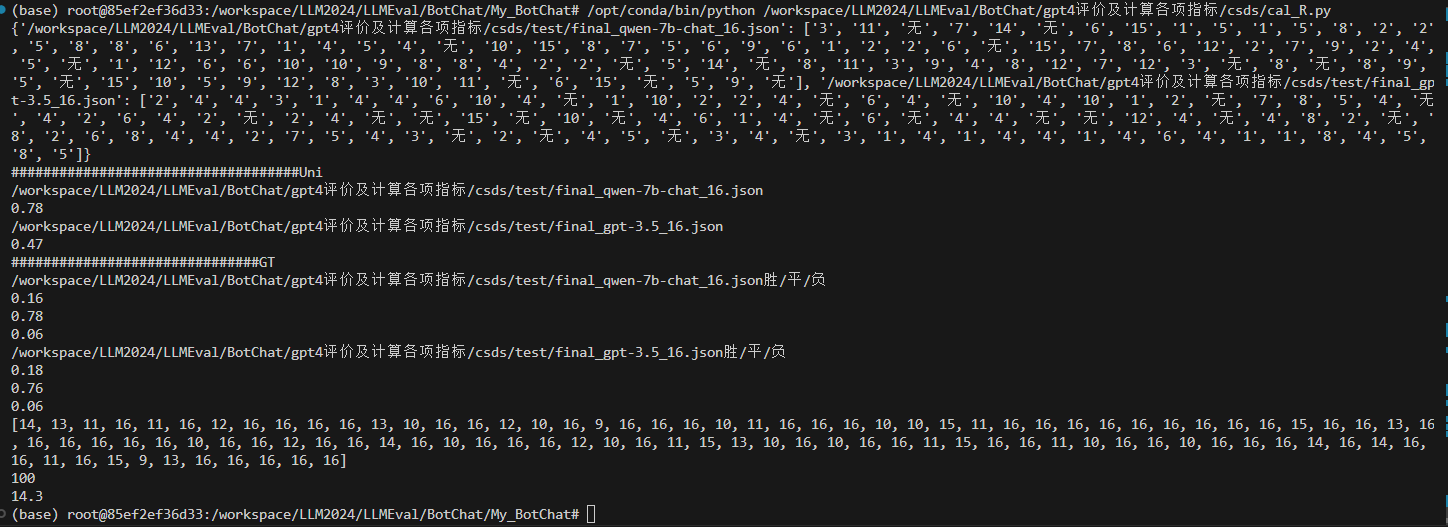 (base) root@85ef2ef36d33:/workspace/LLM2024/LLMEval/BotChat/My_BotChat# /opt/conda/bin/python /workspace/LLM2024/LLMEval/BotChat/gpt4评价及计算各项指标/csds/cal_R.py
{'/workspace/LLM2024/LLMEval/BotChat/gpt4评价及计算各项指标/csds/test/final_qwen-7b-chat_16.json': ['3', '11', '无', '7', '14', '无', '6', '15', '1', '5', '1', '5', '8', '2', '2'
, '5', '8', '8', '6', '13', '7', '1', '4', '5', '4', '无', '10', '15', '8', '7', '5', '6', '9', '6', '1', '2', '2', '6', '无', '15', '7', '8', '6', '12', '2', '7', '9', '2', '4'
, '5', '无', '1', '12', '6', '6', '10', '10', '9', '8', '8', '4', '2', '2', '无', '5', '14', '无', '8', '11', '3', '9', '4', '8', '12', '7', '12', '3', '无', '8', '无', '8', '9',
'5', '无', '15', '10', '5', '9', '12', '8', '3', '10', '11', '无', '6', '15', '无', '5', '9', '无'], '/workspace/LLM2024/LLMEval/BotChat/gpt4评价及计算各项指标/csds/test/final_gp
t-3.5_16.json': ['2', '4', '4', '3', '1', '4', '4', '6', '10', '4', '无', '1', '10', '2', '2', '4', '无', '6', '4', '无', '10', '4', '10', '1', '2', '无', '7', '8', '5', '4', '无'
, '4', '2', '6', '4', '2', '无', '2', '4', '无', '无', '15', '无', '10', '无', '4', '6', '1', '4', '无', '6', '无', '4', '4', '无', '12', '4', '无', '4', '8', '2', '无', '
8', '2', '6', '8', '4', '4', '2', '7', '5', '4', '3', '无', '2', '无', '4', '5', '无', '3', '无', '3', '1', '4', '1', '4', '4', '1', '4', '6', '4', '1', '1', '8', '4', '5',
'8', '5']}
####################################Uni
/workspace/LLM2024/LLMEval/BotChat/gpt4评价及计算各项指标/csds/test/final_qwen-7b-chat_16.json
0.78
/workspace/LLM2024/LLMEval/BotChat/gpt4评价及计算各项指标/csds/test/final_gpt-3.5_16.json
0.47
###############################GT
/workspace/LLM2024/LLMEval/BotChat/gpt4评价及计算各项指标/csds/test/final_qwen-7b-chat_16.json胜/平/负
0.16
0.78
0.06
/workspace/LLM2024/LLMEval/BotChat/gpt4评价及计算各项指标/csds/test/final_gpt-3.5_16.json胜/平/负
0.18
0.76
0.06
[14, 13, 11, 16, 11, 16, 12, 16, 16, 16, 16, 13, 10, 16, 16, 12, 10, 16, 9, 16, 16, 16, 10, 11, 16, 16, 16, 10, 10, 15, 11, 16, 16, 16, 16, 16, 16, 16, 16, 16, 15, 16, 16, 13, 16
, 16, 16, 16, 16, 16, 10, 16, 16, 12, 16, 16, 14, 16, 10, 16, 16, 16, 12, 10, 16, 11, 15, 13, 10, 16, 10, 16, 16, 11, 15, 16, 16, 11, 10, 16, 16, 10, 16, 16, 16, 14, 16, 14, 16,
16, 11, 16, 15, 9, 13, 16, 16, 16, 16, 16]
100
14.3
(base) root@85ef2ef36d33:/workspace/LLM2024/LLMEval/BotChat/My_BotChat#